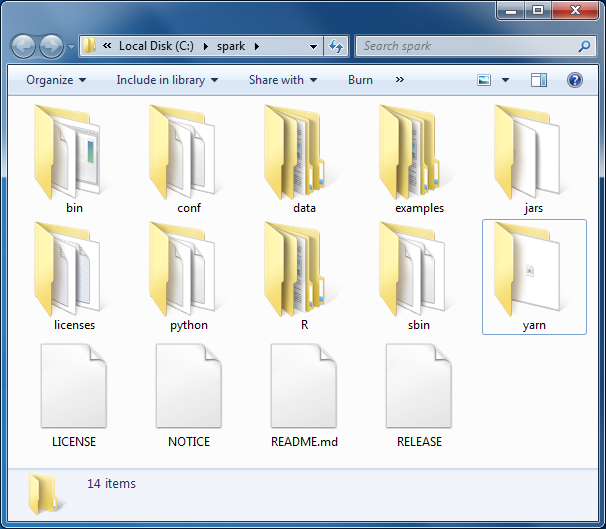 « Local Disk (C:) spark Search spark
Organize Include in library Share with Burn »
bin conf data examples jars
licenses python R sbin yarn
LICENSE NOTICE README.md RELEASE
14 items